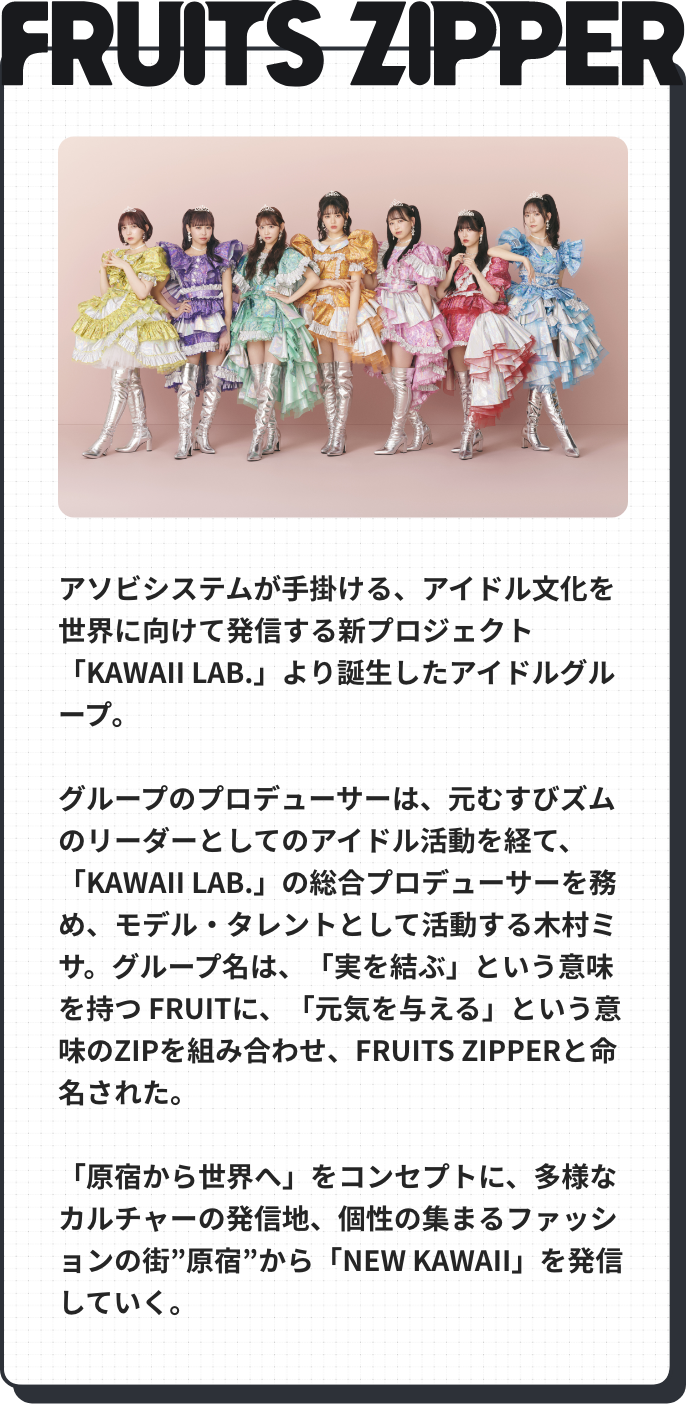 FRUITS ZIPPER
アソビシステムが手掛ける、アイドル文化を
世界に向けて発信する新プロジェクト
「KAWAII LAB.」より誕生したアイドルグル
ープ。
グループのプロデューサーは、元むすびズム
のリーダーとしてのアイドル活動を経て、
「KAWAII LAB.」の総合プロデューサーを務
め、モデル・タレントとして活動する木村ミ
サ。グループ名は、「実を結ぶ」という意味
を持つ FRUITに、「元気を与える」という意
味のZIPを組み合わせ、FRUITS ZIPPERと命
名された。
「原宿から世界へ」をコンセプトに、多様な
カルチャーの発信地、個性の集まるファッシ
ョンの街”原宿”から「NEW KAWAII」を発信
していく。